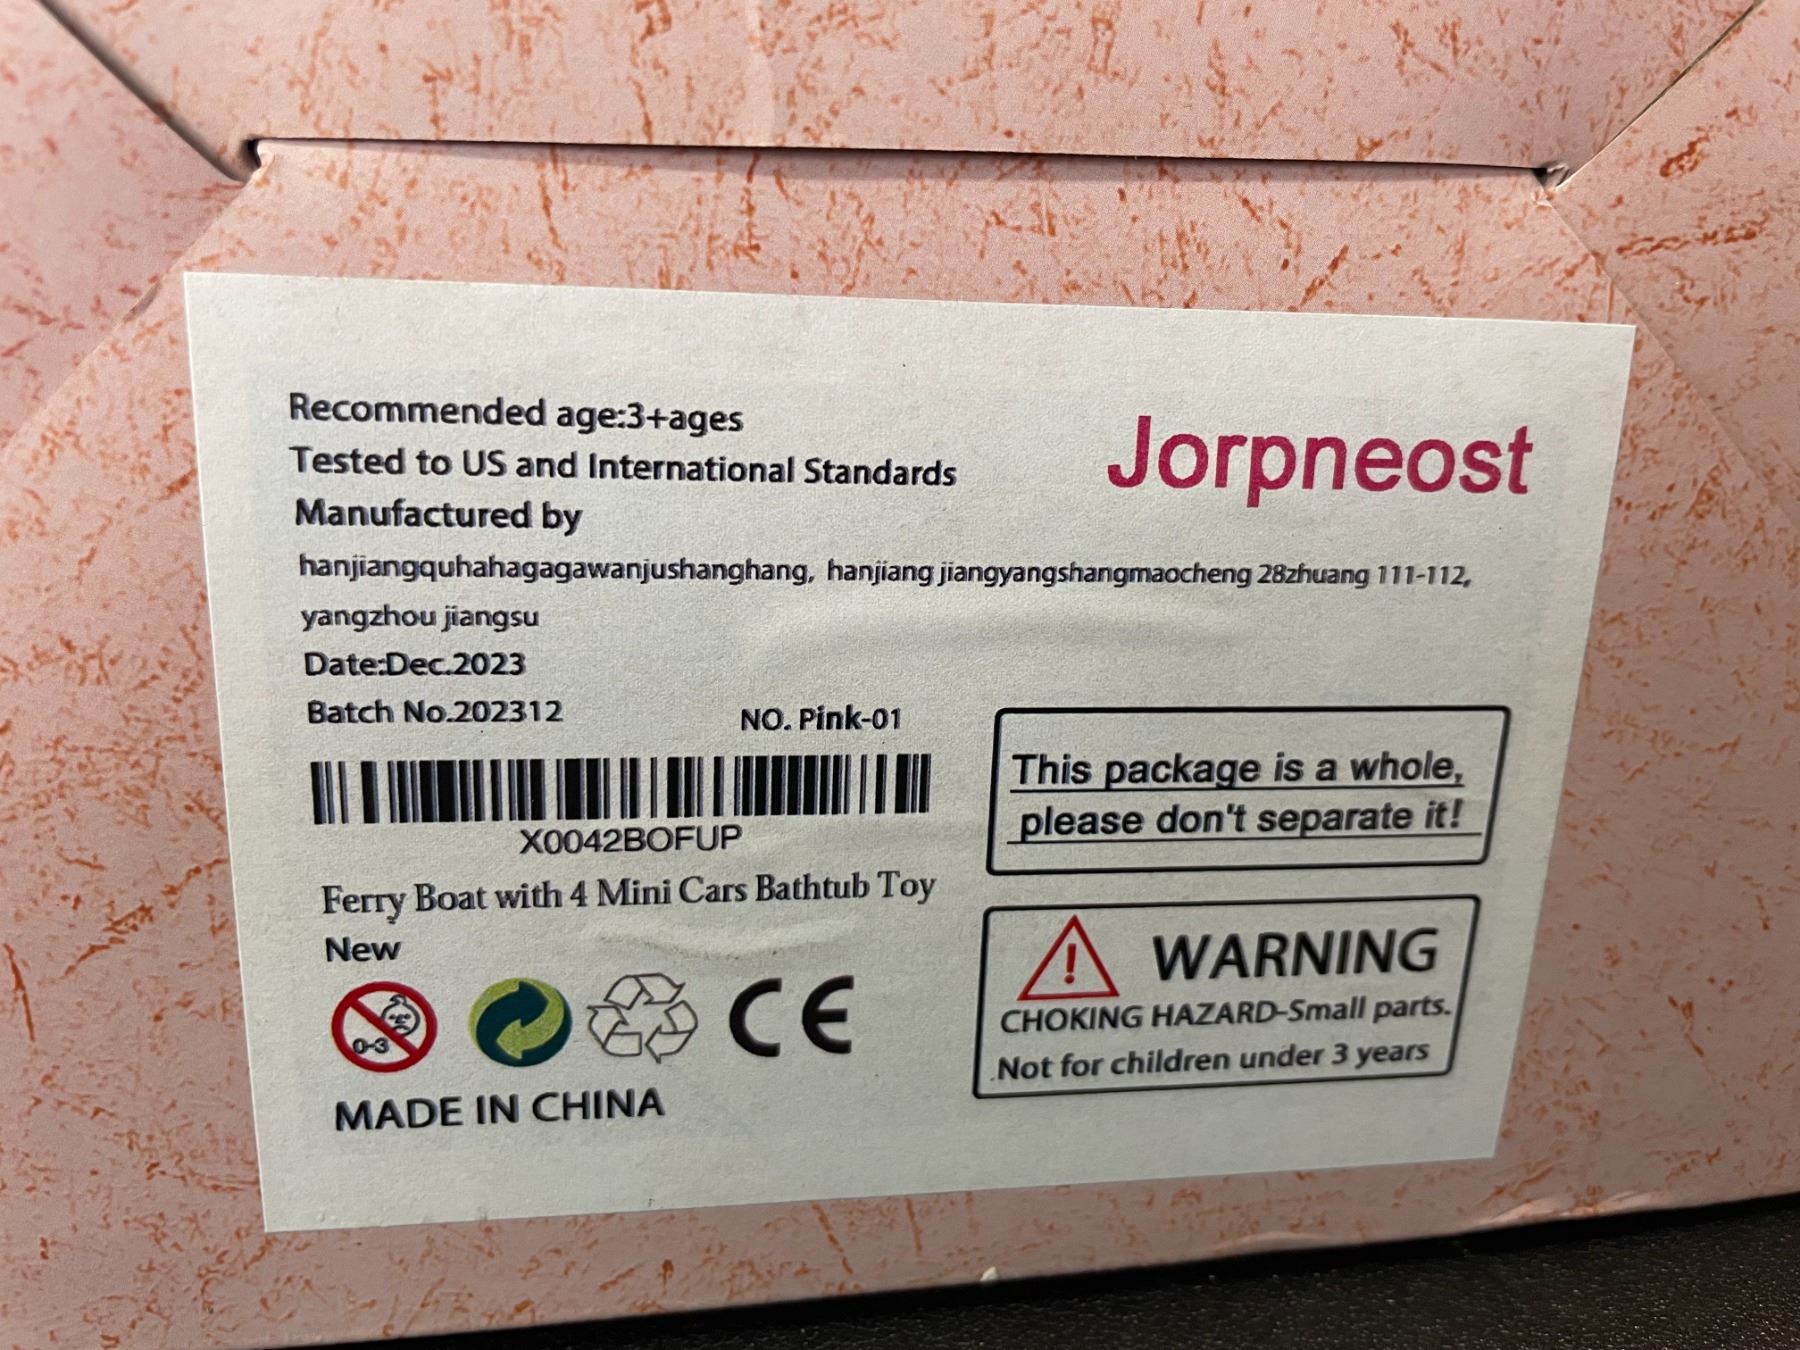 Recommended age:3+ages
Jorpneost
Tested to US and International Standards
Manufactured by
hanjiangquhahagagawanjushanghang, hanjiang jiangyangshangmaocheng 28zhuang 111-112,
yangzhou jiangsu
Date:Dec.2023
Batch No.202312
NO. Pink-01
X0042BOFUP
Ferry Boat with 4 Mini Cars Bathtub Toy
New
0-3
CE
MADE IN CHINA
This package is a whole,
please don't separate it!
WARNING
CHOKING HAZARD-Small parts.
Not for children under 3 years